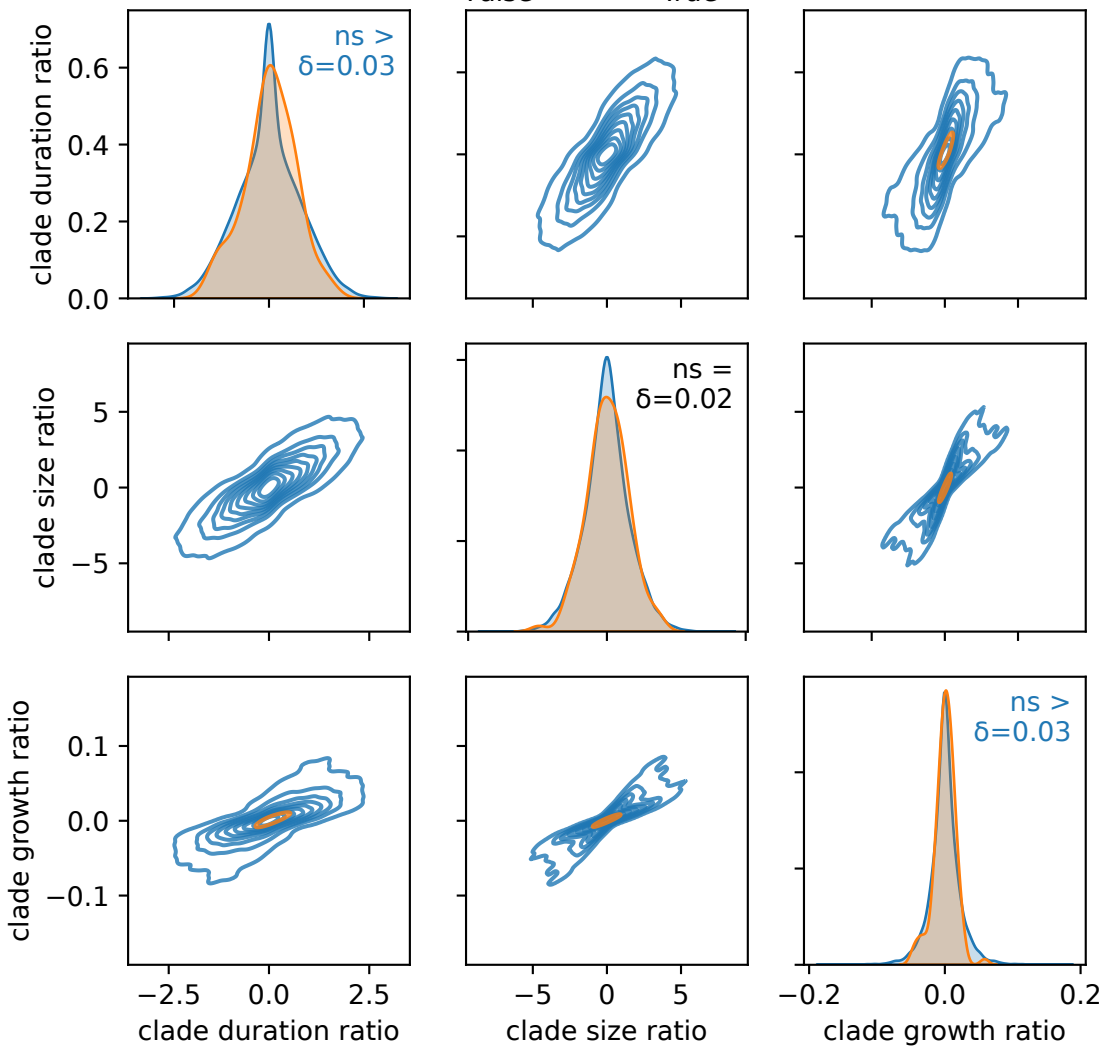 ns >
δ=0.03
clade duration ratio
0.6
0.4
0.2
0.0
−5
0
5
ns =
δ=0.02
clade size ratio
5
0
−5
ns >
δ=0.03
clade growth ratio
0.1
0.0
−0.1
−2.5
0.0
2.5
−5
0
5
−0.2
0.0
0.2
clade duration ratio
clade size ratio
clade growth ratio